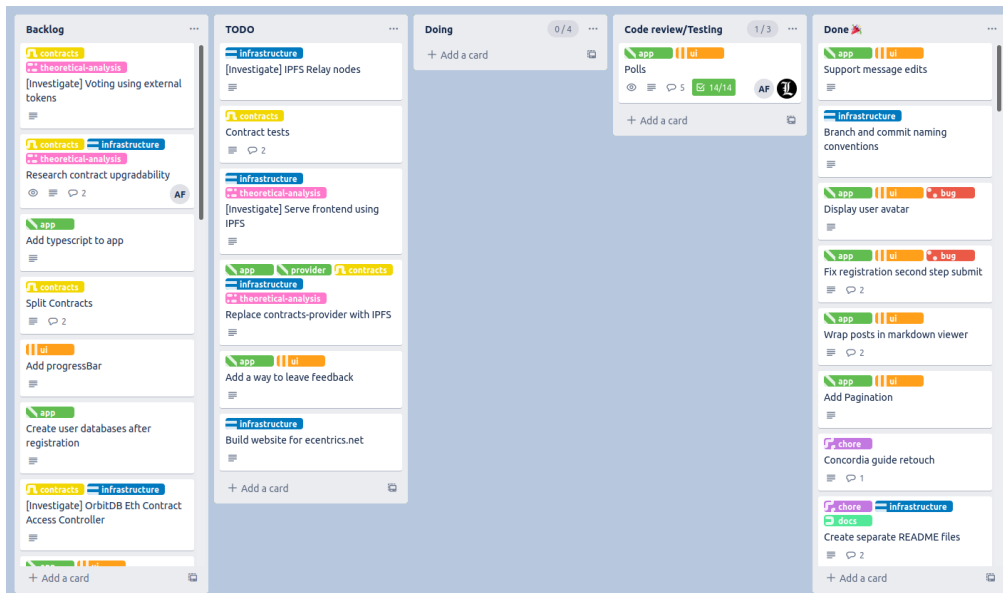 Backlog
contracts
theoretical-analysis
[Investigate] Voting using external
tokens
contracts infrastructure
theoretical-analysis
Research contract upgradability
2 AF
app
Add typescript to app
contracts
Split Contracts
2
ui
Add progressBar
app
Create user databases after
registration
contracts infrastructure
[Investigate] OrbitDB Eth Contract
Access Controller
app ui
+ Add a card
TODO
infrastructure
[Investigate] IPFS Relay nodes
contracts
Contract tests
2
infrastructure
theoretical-analysis
[Investigate] Serve frontend using
IPFS
app provider contracts
infrastructure
theoretical-analysis
Replace contracts-provider with IPFS
app ui
Add a way to leave feedback
infrastructure
Build website for ecentrics.net
+ Add a card
Doing 0/4
+ Add a card
Code review/Testing 1/3
app ui
Polls
5 14/14 AF L
+ Add a card
Done 🎉
app ui
Support message edits
infrastructure
Branch and commit naming
conventions
app ui bug
Display user avatar
app ui bug
Fix registration second step submit
2
app ui
Wrap posts in markdown viewer
2
app ui
Add Pagination
chore
Concordia guide retouch
1
chore infrastructure
docs
Create separate README files
2
+ Add a card